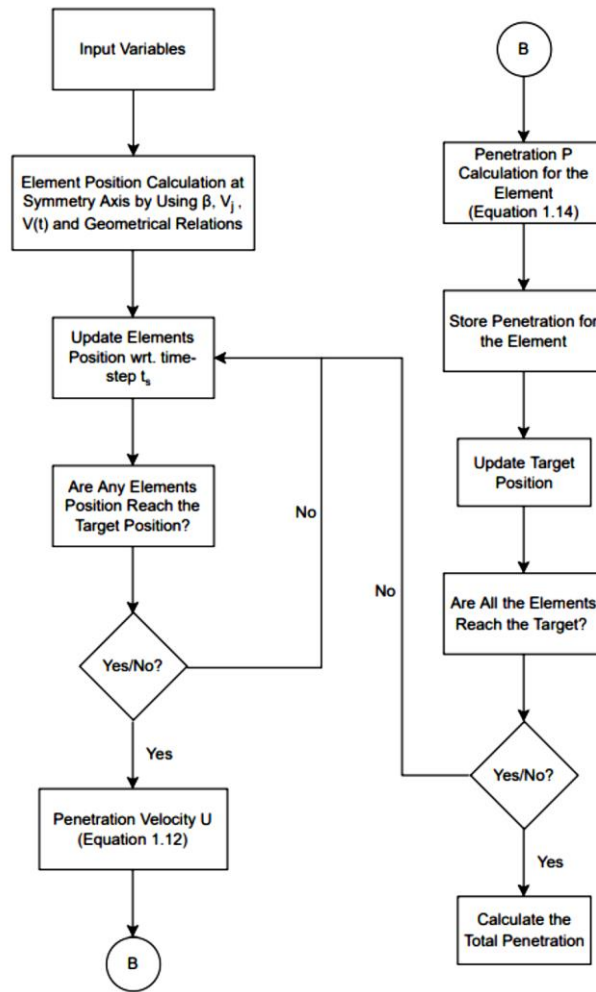 Input Variables
Element Position Calculation at
Symmetry Axis by Using β, Vj ,
V(t) and Geometrical Relations
Update Elements
Position wrt. time-
step ts
Are Any Elements
Position Reach the
Target Position?
No
Yes/No?
Yes
Penetration Velocity U
(Equation 1.12)
B
B
Penetration P
Calculation for the
Element
(Equation 1.14)
Store Penetration for
the Element
Update Target
Position
Are All the Elements
Reach the Target?
No
Yes/No?
Yes
Calculate the
Total Penetration